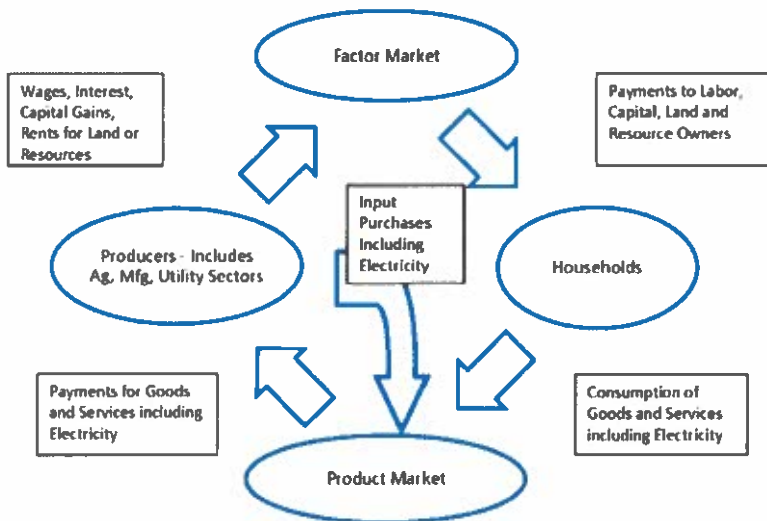 Factor Market
Wages, Interest,
Capital Gains,
Rents for Land or
Resources
Payments to Labor,
Capital, Land and
Resource Owners
Input
Purchases
Including
Electricity
Producers - Includes
Ag, Mfg, Utility Sectors
Households
Payments for Goods
and Services including
Electricity
Consumption of
Goods and Services
including Electricity
Product Market